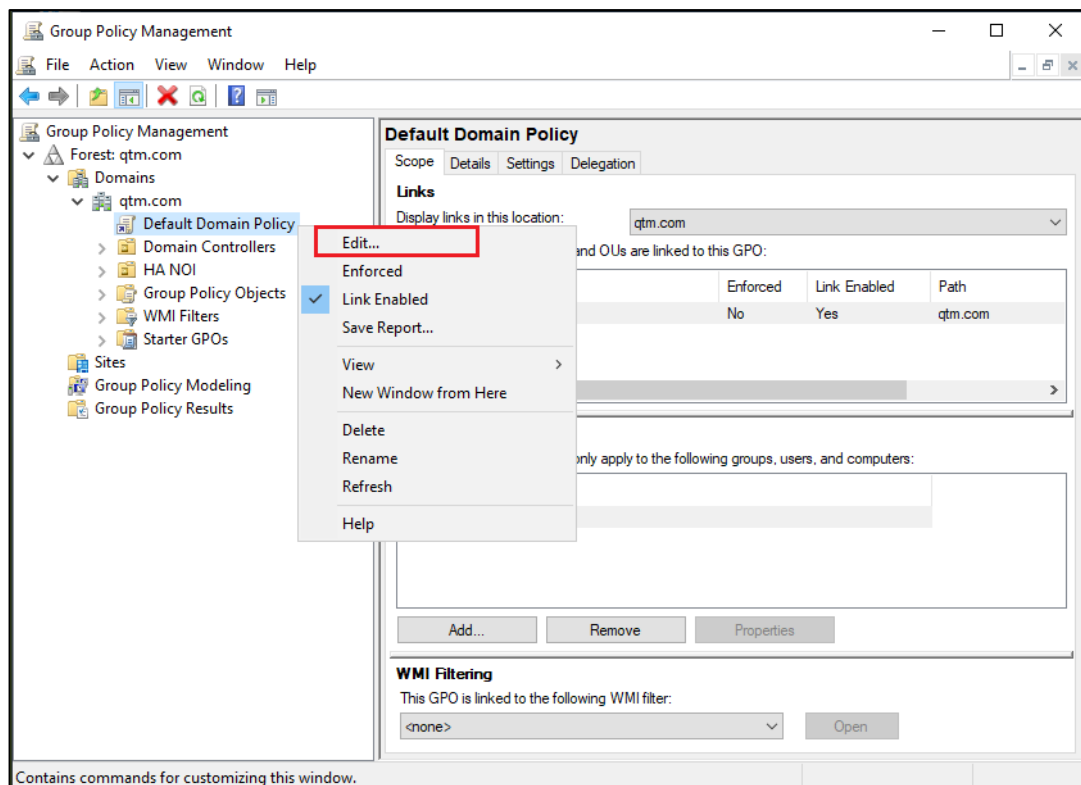 Group Policy Management
File Action View Window Help
Group Policy Management
Forest: qtm.com
Domains
qtm.com
Default Domain Policy
Domain Controllers
HA NOI
Group Policy Objects
WMI Filters
Starter GPOs
Sites
Group Policy Modeling
Group Policy Results
Edit...
Enforced
Link Enabled
Save Report...
View
New Window from Here
Delete
Rename
Refresh
Help
Default Domain Policy
Scope Details Settings Delegation
Links
Display links in this location: qtm.com
and OUs are linked to this GPO:
Enforced Link Enabled Path
No Yes qtm.com
only apply to the following groups, users, and computers:
Add... Remove Properties
WMI Filtering
This GPO is linked to the following WMI filter:
<none> Open
Contains commands for customizing this window.